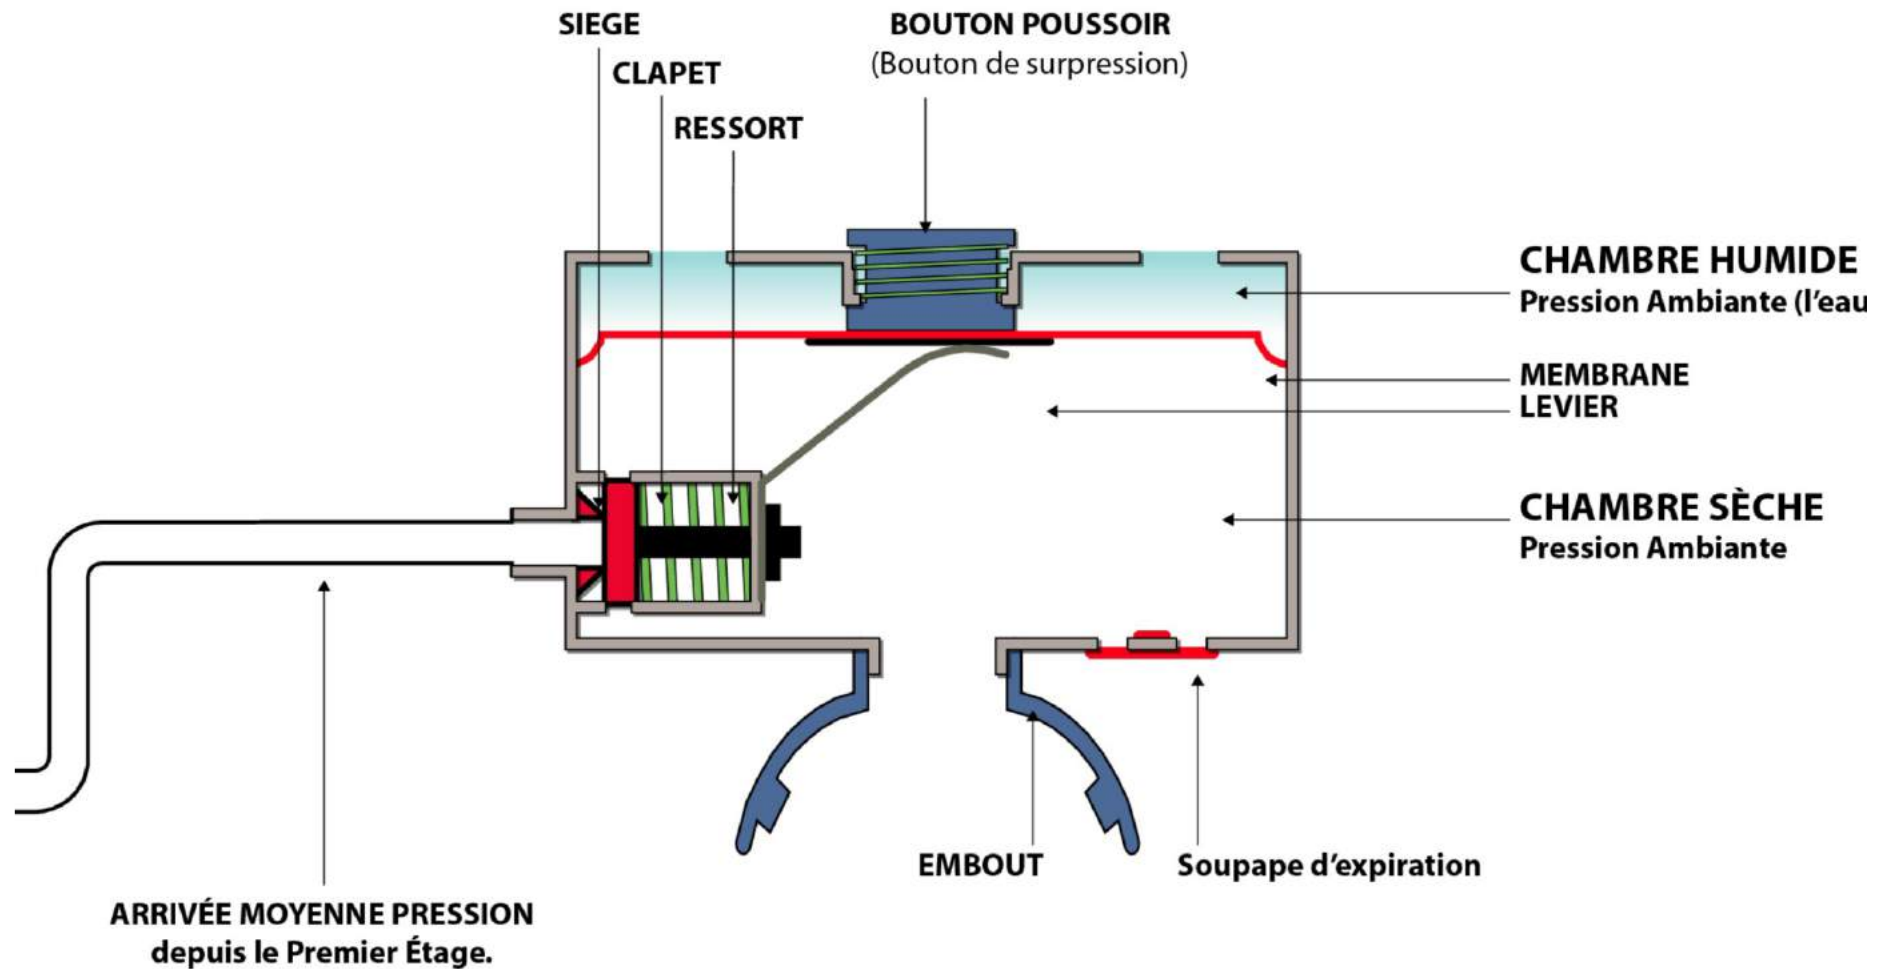 SIEGE
BOUTON POUSSOIR
(Bouton de surpression)
CLAPET
RESSORT
CHAMBRE HUMIDE
Pression Ambiante (l'eau
MEMBRANE
LEVIER
CHAMBRE SÈCHE
Pression Ambiante
EMBOUT
Soupape d'expiration
ARRIVÉE MOYENNE PRESSION
depuis le Premier Étage.